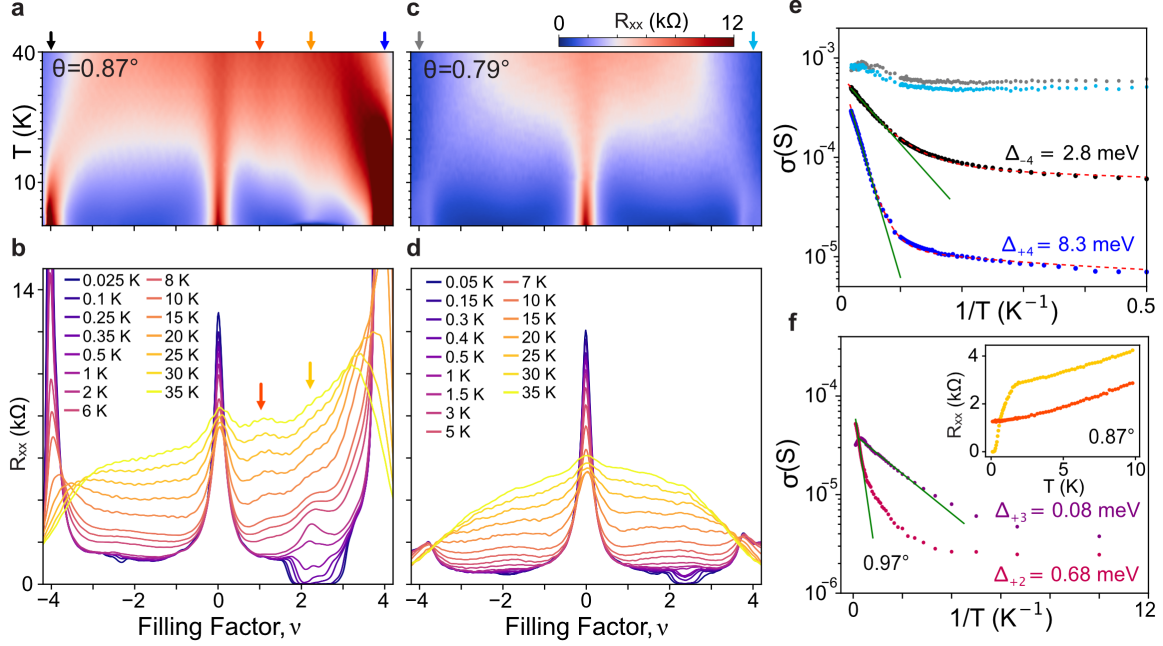 a
θ=0.87°
T (K)
40
10
c
θ=0.79°
0 Rxx (kΩ) 12
b
Rxx (kΩ)
14
0
0.025 K
0.1 K
0.25 K
0.35 K
0.5 K
1 K
2 K
6 K
8 K
10 K
15 K
20 K
25 K
30 K
35 K
−4 −2 0 2 4
Filling Factor, ν
d
0.05 K
0.15 K
0.3 K
0.4 K
0.5 K
1 K
1.5 K
3 K
5 K
7 K
10 K
15 K
20 K
25 K
30 K
35 K
−4 −2 0 2 4
Filling Factor, ν
e
σ(S)
10⁻³
10⁻⁴
10⁻⁵
Δ₋₄ = 2.8 meV
Δ₊₄ = 8.3 meV
0 0.5
1/T (K⁻¹)
f
σ(S)
10⁻⁴
10⁻⁵
10⁻⁶
Rxx (kΩ)
4
2
0
0.87°
0 5 10
T (K)
Δ₊₃ = 0.08 meV
0.97°
Δ₊₂ = 0.68 meV
0 12
1/T (K⁻¹)